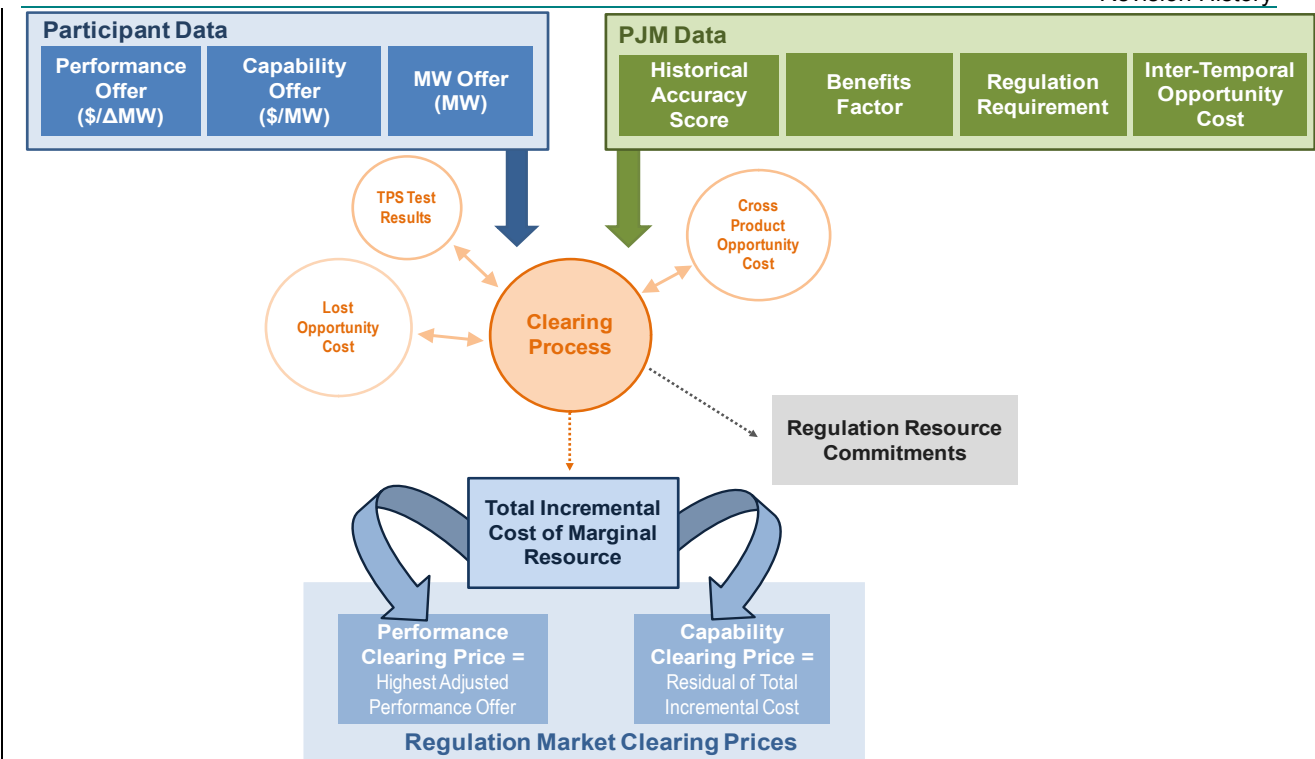 Revision History
Participant Data
Performance
Offer
($/ΔMW)
Capability
Offer
($/MW)
MW Offer
(MW)
PJM Data
Historical
Accuracy
Score
Benefits
Factor
Regulation
Requirement
Inter-Temporal
Opportunity
Cost
TPS Test
Results
Cross
Product
Opportunity
Cost
Lost
Opportunity
Cost
Clearing
Process
Regulation Resource
Commitments
Total Incremental
Cost of Marginal
Resource
Performance
Clearing Price =
Highest Adjusted
Performance Offer
Capability
Clearing Price =
Residual of Total
Incremental Cost
Regulation Market Clearing Prices